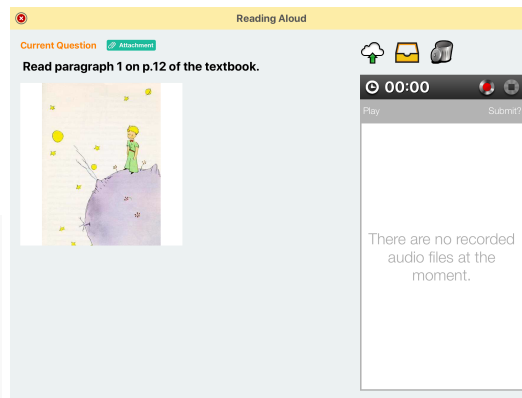 Reading Aloud
Current Question
Attachment
Read paragraph 1 on p.12 of the textbook.
00:00
Play
Submit?
There are no recorded
audio files at the
moment.